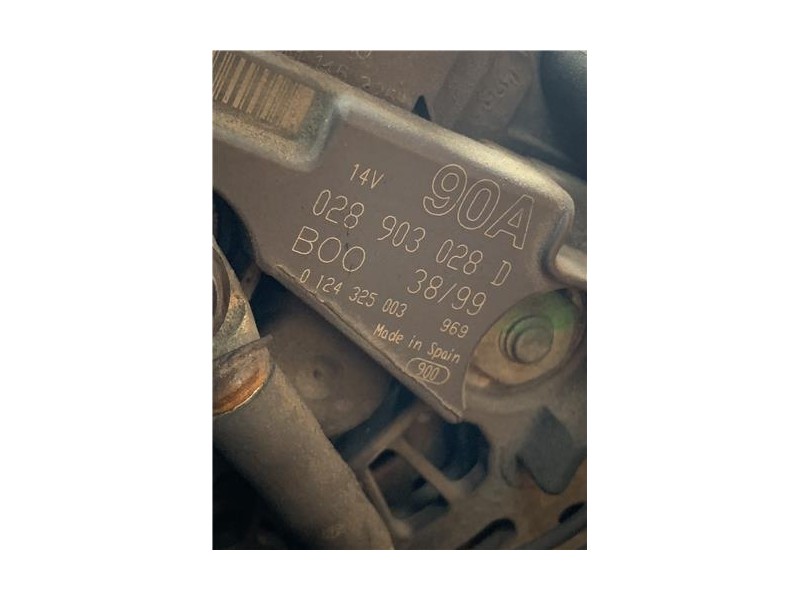 14V 90A
028 903 028 D
BOO 38/99
0 124 325 003 969
Made in Spain
900